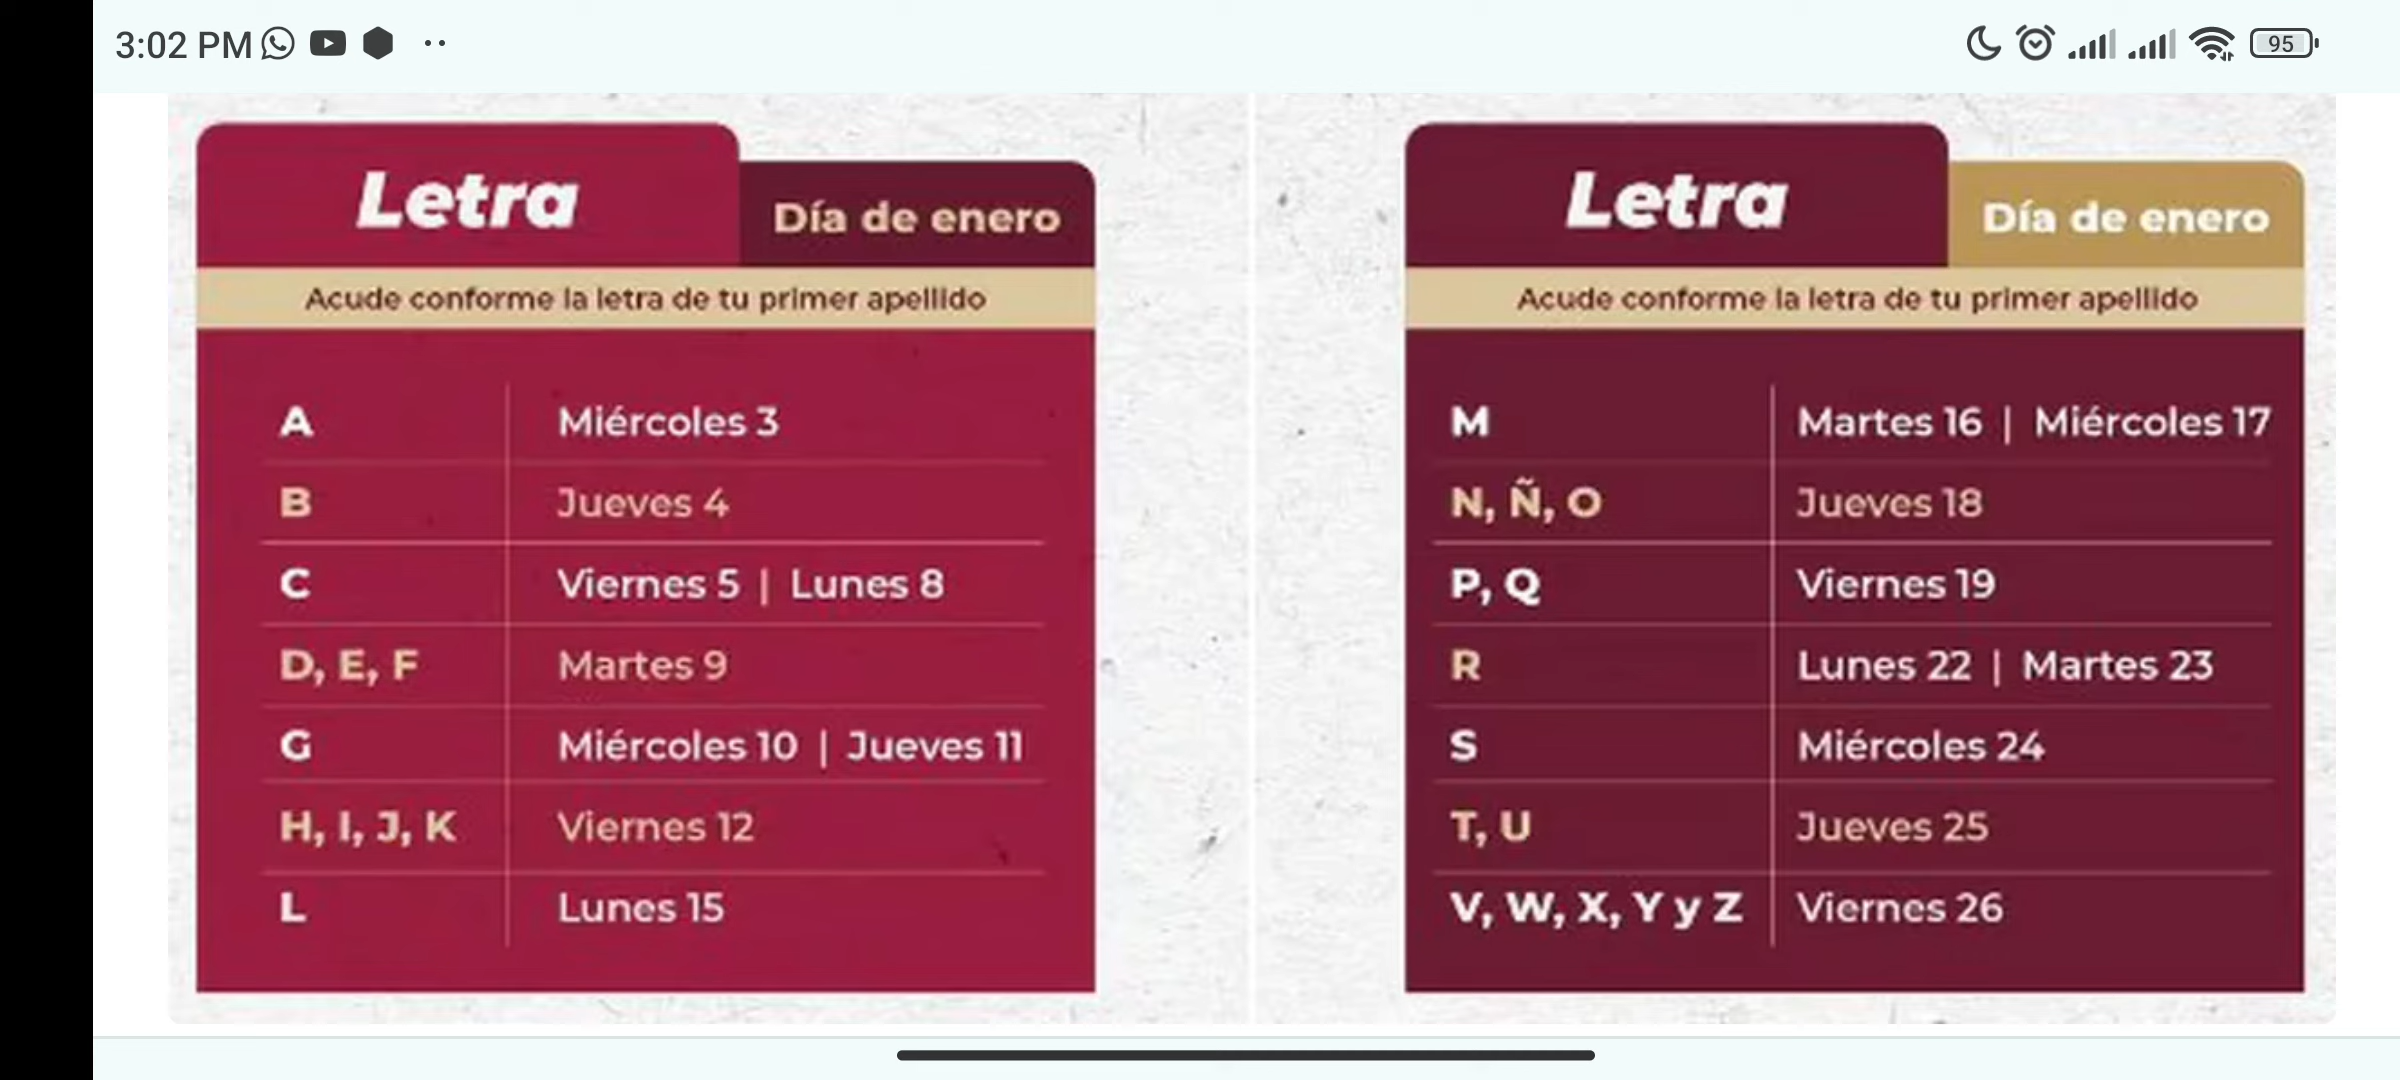 3:02 PM
95
Letra
Día de enero
Acude conforme la letra de tu primer apellido
A Miércoles 3
B Jueves 4
C Viernes 5 | Lunes 8
D, E, F Martes 9
G Miércoles 10 | Jueves 11
H, I, J, K Viernes 12
L Lunes 15
Letra
Día de enero
Acude conforme la letra de tu primer apellido
M Martes 16 | Miércoles 17
N, Ñ, O Jueves 18
P, Q Viernes 19
R Lunes 22 | Martes 23
S Miércoles 24
T, U Jueves 25
V, W, X, Y y Z Viernes 26